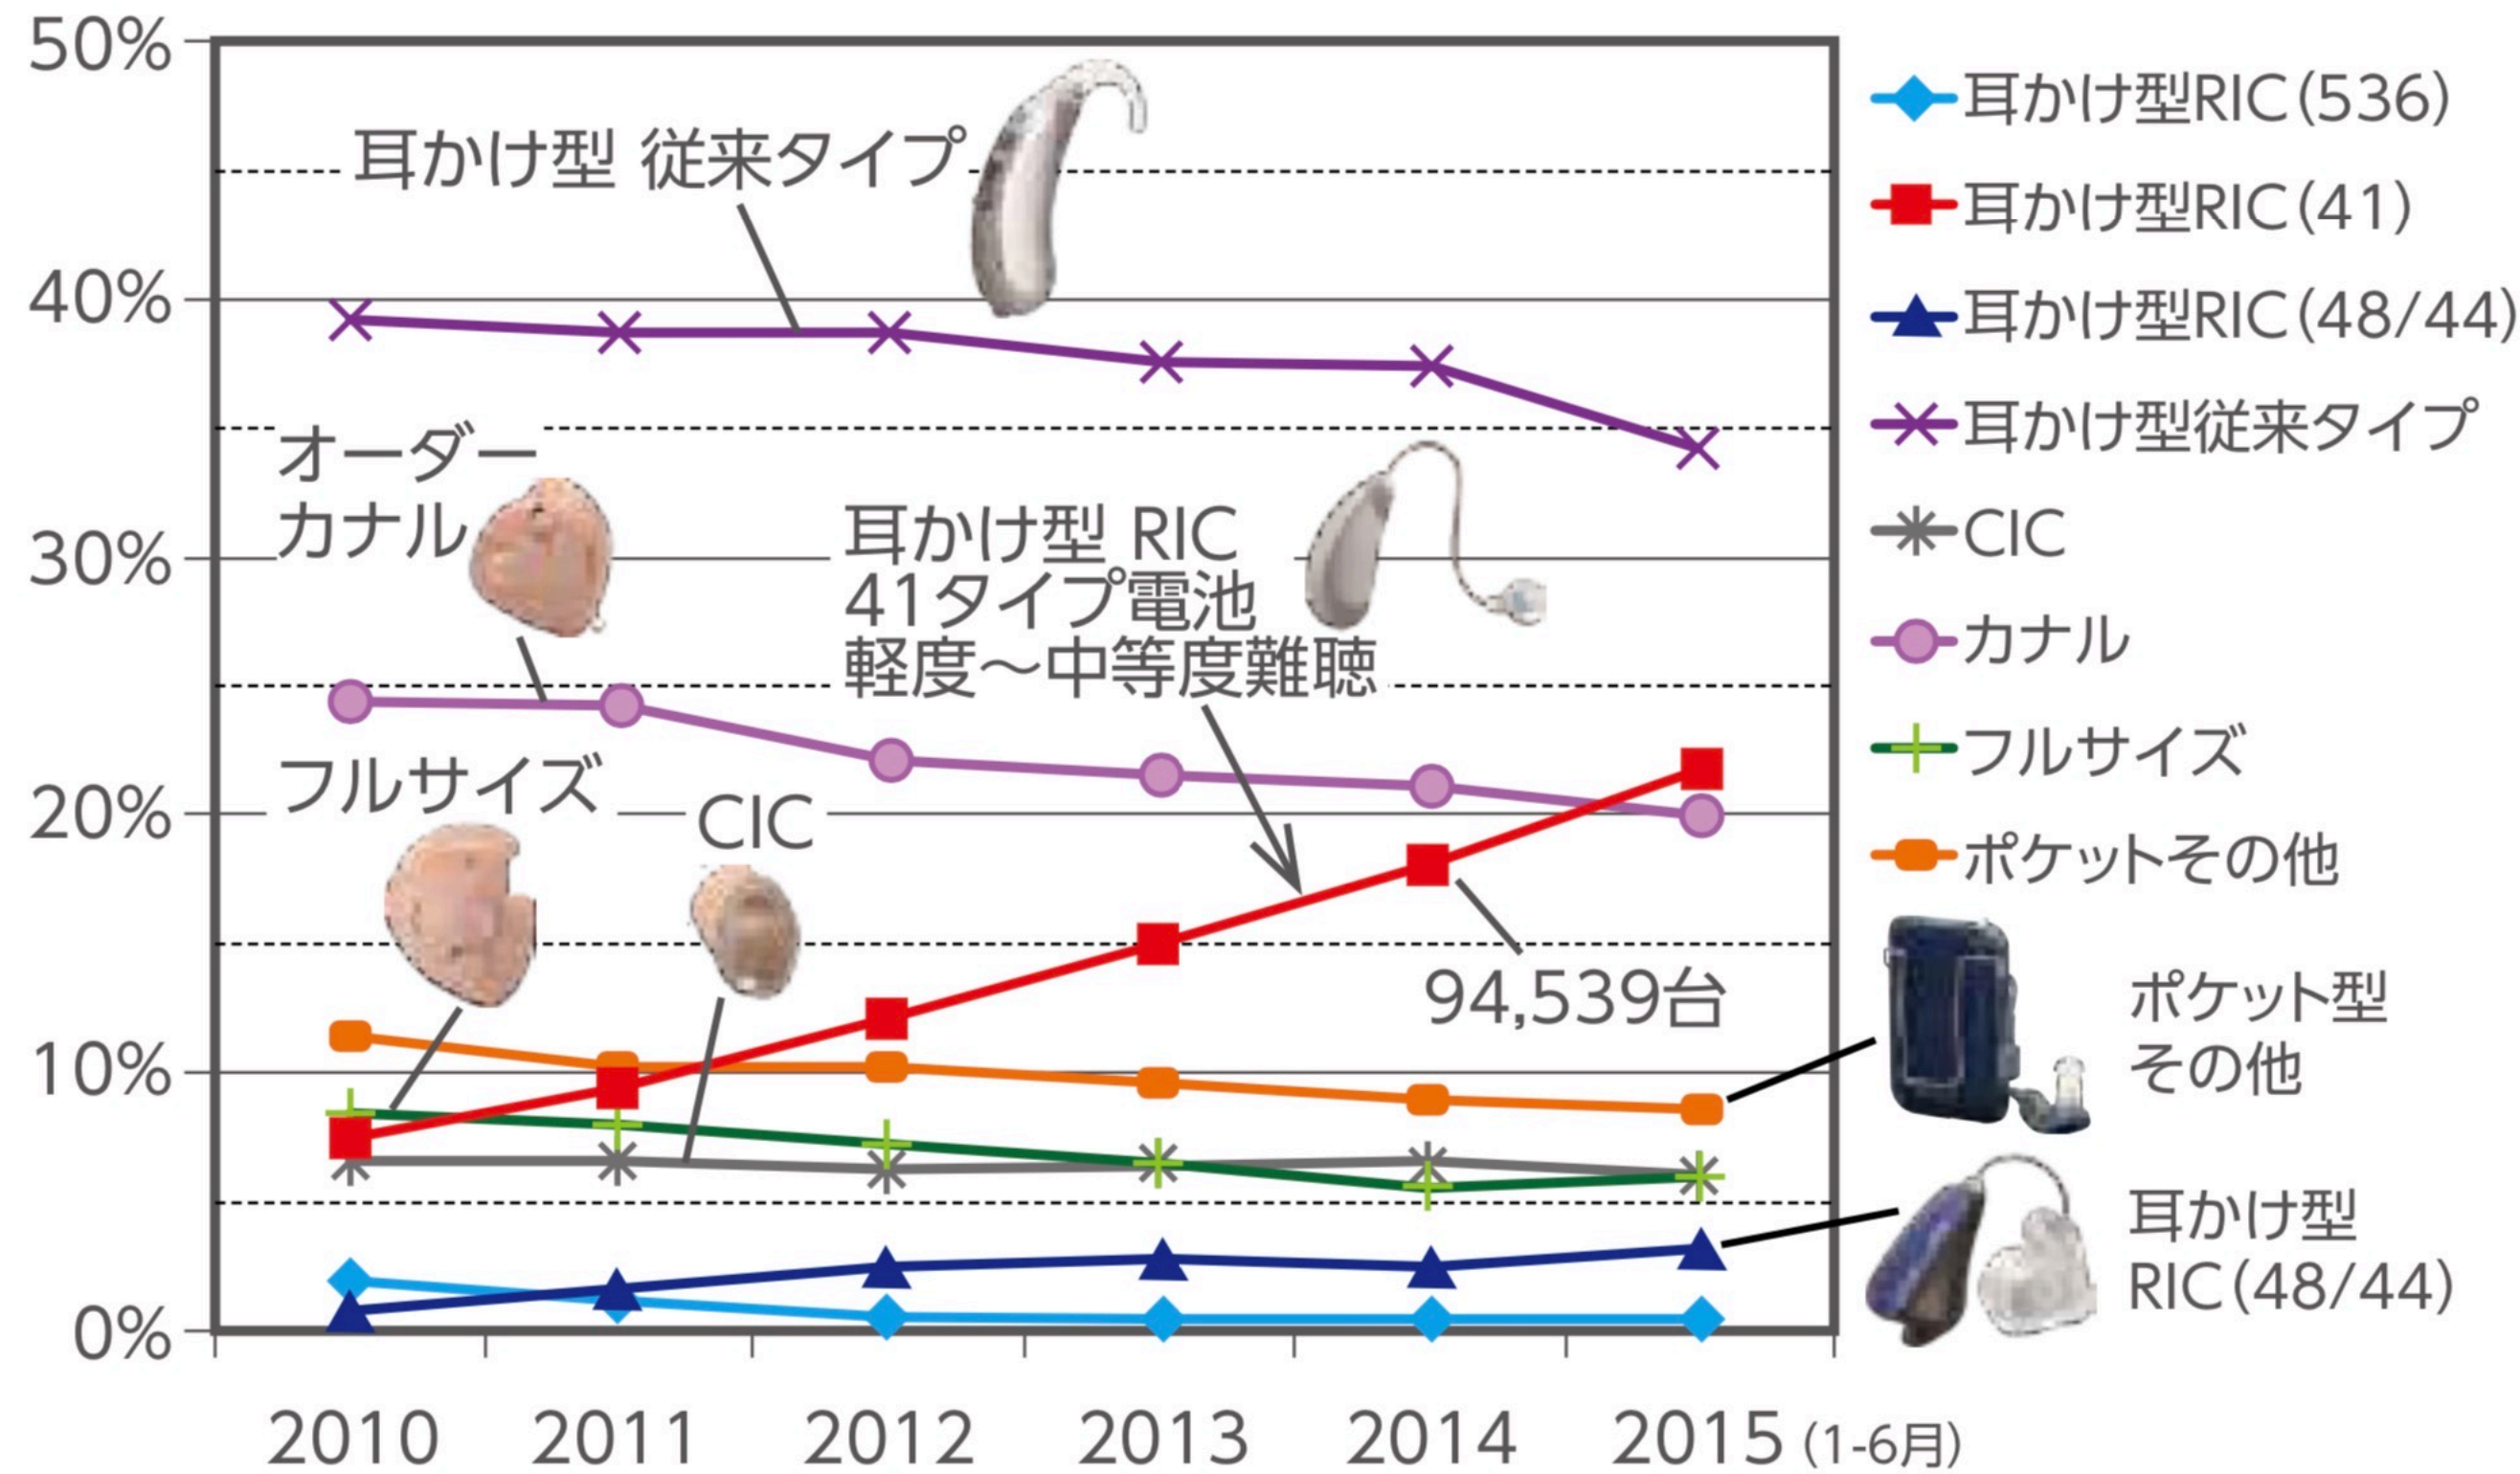 50%
40%
30%
20%
10%
0%
耳かけ型 従来タイプ
オーダー
カナル
耳かけ型 RIC
41タイプ電池
軽度～中等度難聴
フルサイズ
CIC
94,539台
2010
2011
2012
2013
2014
2015 (1-6月)
耳かけ型RIC(536)
耳かけ型RIC(41)
耳かけ型RIC(48/44)
耳かけ型従来タイプ
CIC
カナル
フルサイズ
ポケットその他
ポケット型
その他
耳かけ型
RIC(48/44)